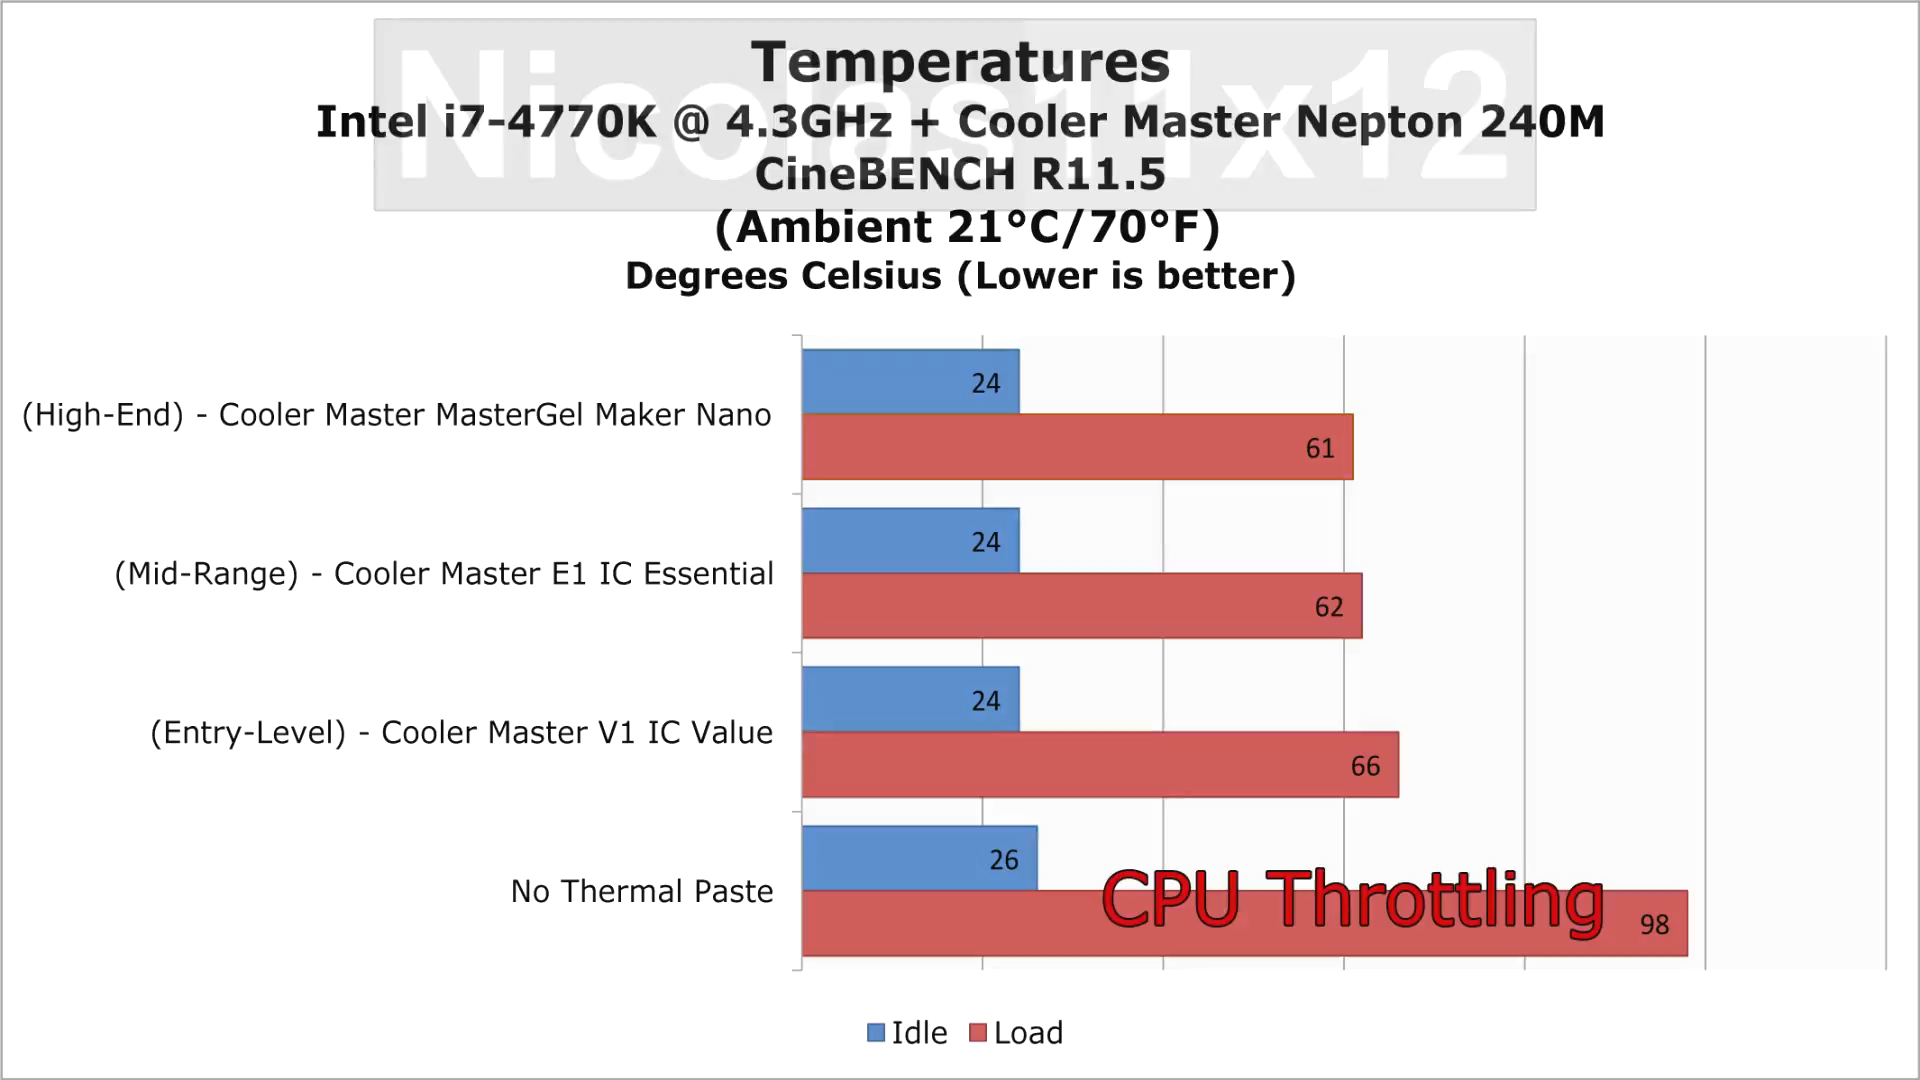 Nicolas11x12
Temperatures
Intel i7-4770K @ 4.3GHz + Cooler Master Nepton 240M
CineBENCH R11.5
(Ambient 21°C/70°F)
Degrees Celsius (Lower is better)
(High-End) - Cooler Master MasterGel Maker Nano
24
61
(Mid-Range) - Cooler Master E1 IC Essential
24
62
(Entry-Level) - Cooler Master V1 IC Value
24
66
No Thermal Paste
26
CPU Throttling
98
Idle Load